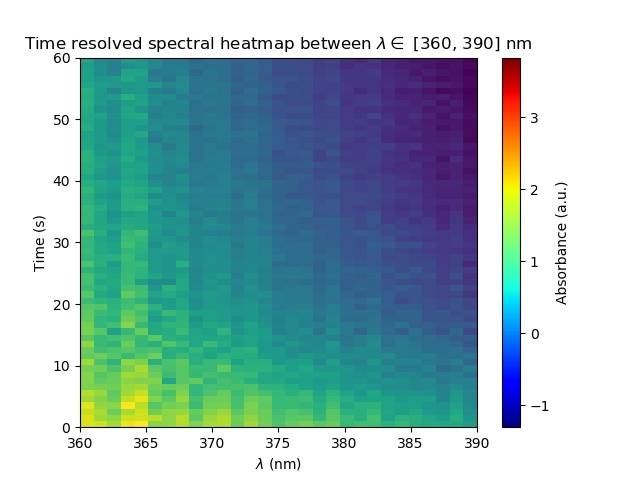 Time resolved spectral heatmap between λ ∈ [360, 390] nm
60
50
40
30
20
10
0
Time (s)
360 365 370 375 380 385 390
λ (nm)
3
2
1
0
−1
Absorbance (a.u.)